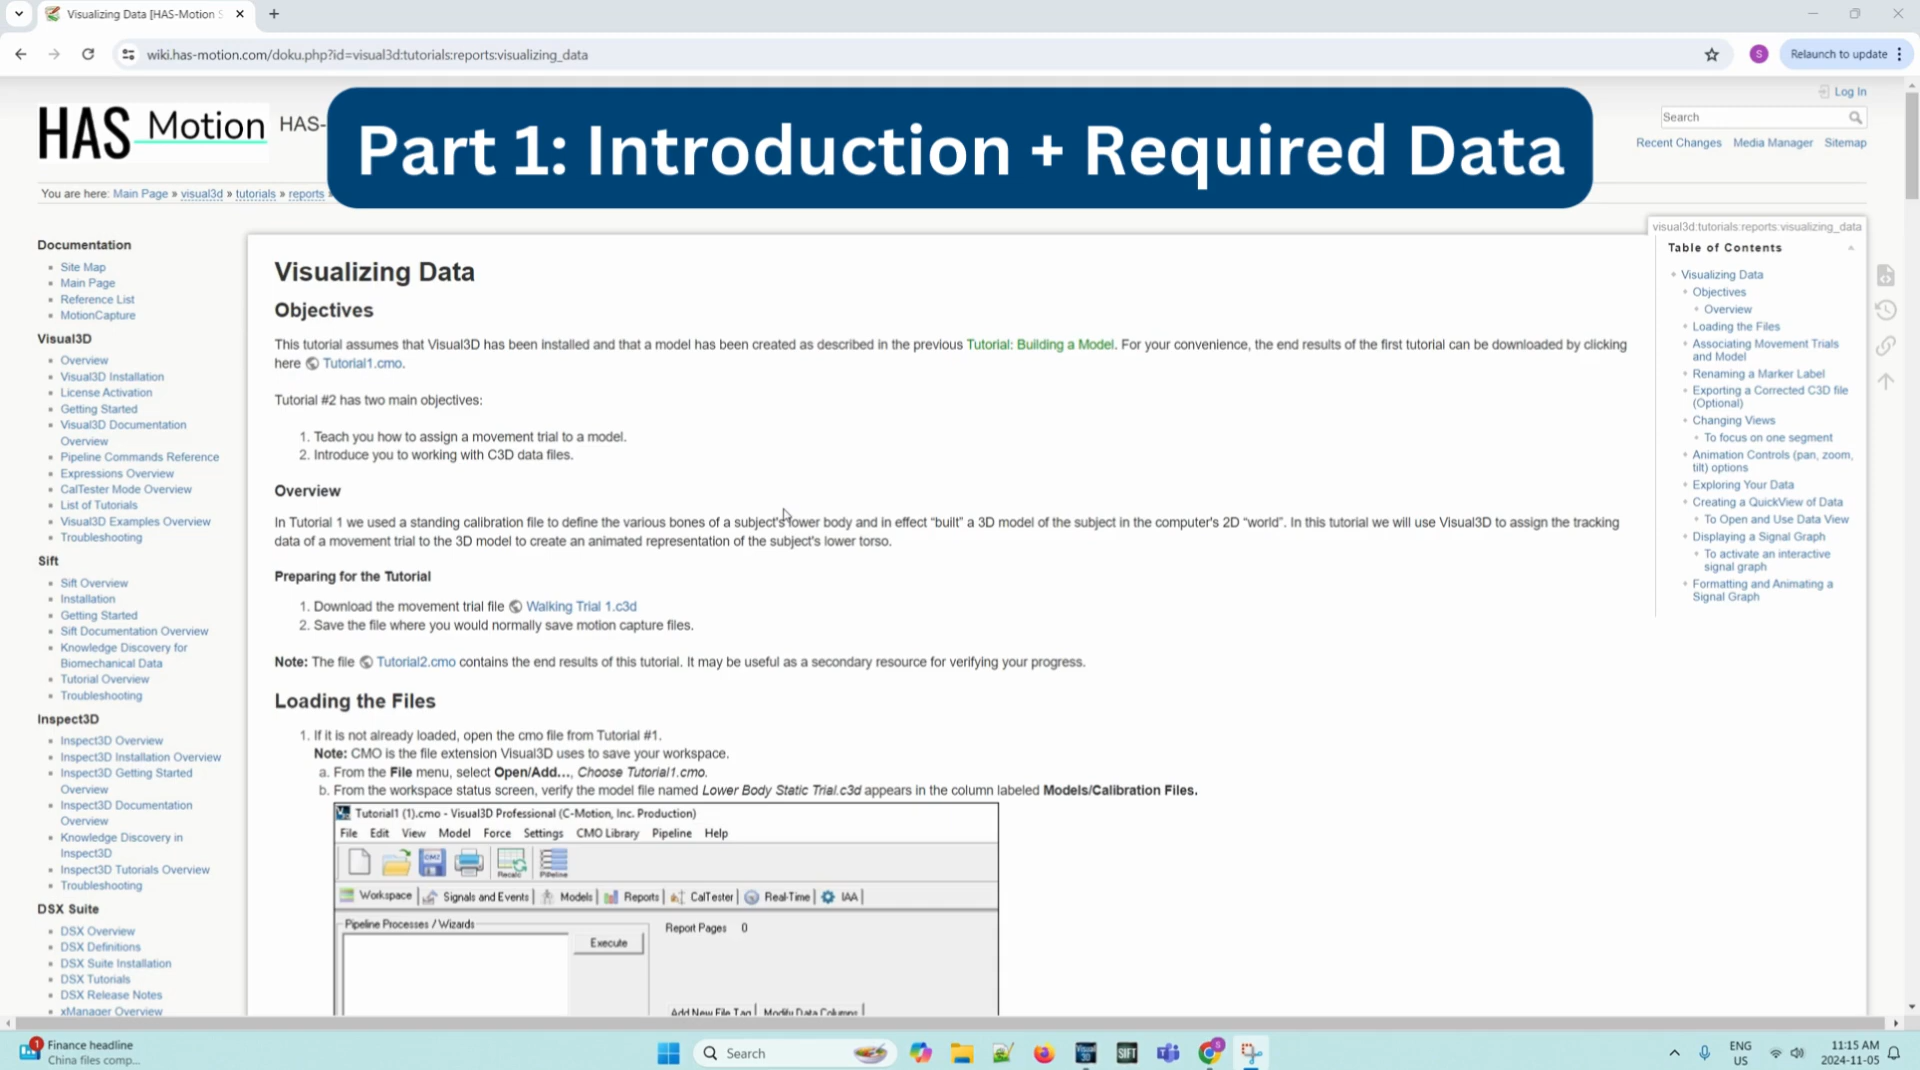 Visualizing Data [HAS-Motion S
wiki.has-motion.com/doku.php?id=visual3d:tutorials:reports:visualizing_data
S
Relaunch to update
Log In
HAS Motion
HAS-
Part 1: Introduction + Required Data
Search
Recent Changes Media Manager Sitemap
You are here: Main Page » visual3d » tutorials » reports »
visual3d:tutorials:reports:visualizing_data
Documentation
Site Map
Main Page
Reference List
MotionCapture
Visual3D
Overview
Visual3D Installation
License Activation
Getting Started
Visual3D Documentation
Overview
Pipeline Commands Reference
Expressions Overview
CalTester Mode Overview
List of Tutorials
Visual3D Examples Overview
Troubleshooting
Sift
Sift Overview
Installation
Getting Started
Sift Documentation Overview
Knowledge Discovery for
Biomechanical Data
Tutorial Overview
Troubleshooting
Inspect3D
Inspect3D Overview
Inspect3D Installation Overview
Inspect3D Getting Started
Overview
Inspect3D Documentation
Overview
Knowledge Discovery in
Inspect3D
Inspect3D Tutorials Overview
Troubleshooting
DSX Suite
DSX Overview
DSX Definitions
DSX Suite Installation
DSX Tutorials
DSX Release Notes
xManager Overview
Visualizing Data
Objectives
This tutorial assumes that Visual3D has been installed and that a model has been created as described in the previous Tutorial: Building a Model. For your convenience, the end results of the first tutorial can be downloaded by clicking
here Tutorial1.cmo.
Tutorial #2 has two main objectives:
1. Teach you how to assign a movement trial to a model.
2. Introduce you to working with C3D data files.
Overview
In Tutorial 1 we used a standing calibration file to define the various bones of a subject's lower body and in effect “built” a 3D model of the subject in the computer's 2D “world”. In this tutorial we will use Visual3D to assign the tracking
data of a movement trial to the 3D model to create an animated representation of the subject's lower torso.
Preparing for the Tutorial
1. Download the movement trial file Walking Trial 1.c3d
2. Save the file where you would normally save motion capture files.
Note: The file Tutorial2.cmo contains the end results of this tutorial. It may be useful as a secondary resource for verifying your progress.
Loading the Files
1. If it is not already loaded, open the cmo file from Tutorial #1.
Note: CMO is the file extension Visual3D uses to save your workspace.
a. From the File menu, select Open/Add..., Choose Tutorial1.cmo.
b. From the workspace status screen, verify the model file named Lower Body Static Trial.c3d appears in the column labeled Models/Calibration Files.
Tutorial1 (1).cmo - Visual3D Professional (C-Motion, Inc. Production)
File Edit View Model Force Settings CMO Library Pipeline Help
CMZ
Recalc Pipeline
Workspace Signals and Events Models Reports CalTester Real-Time IAA
Pipeline Processes / Wizards
Execute
Report Pages 0
Add New File Tag Modify Data Columns
Table of Contents
Visualizing Data
Objectives
Overview
Loading the Files
Associating Movement Trials
and Model
Renaming a Marker Label
Exporting a Corrected C3D file
(Optional)
Changing Views
To focus on one segment
Animation Controls (pan, zoom,
tilt) options
Exploring Your Data
Creating a QuickView of Data
To Open and Use Data View
Displaying a Signal Graph
To activate an interactive
signal graph
Formatting and Animating a
Signal Graph
1
Finance headline
China files comp...
Search
Visual 3D
SIFT
S
ENG
US
11:15 AM
2024-11-05